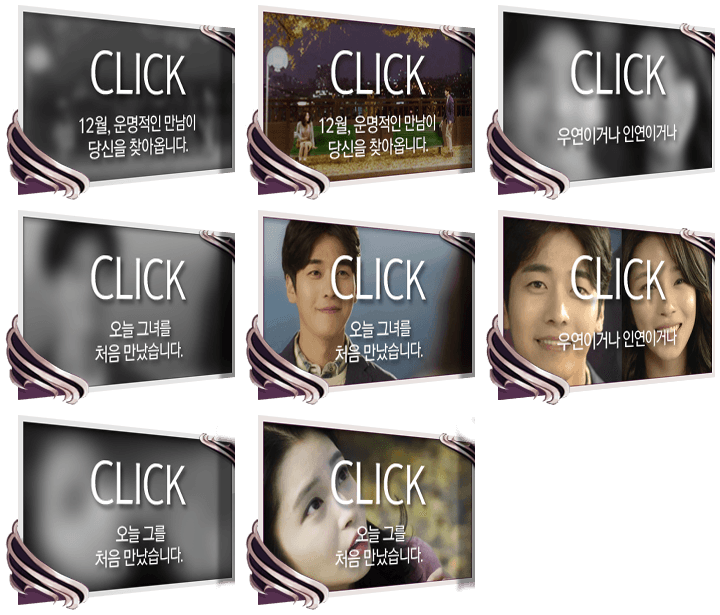 CLICK
12월, 운명적인 만남이
당신을 찾아옵니다.
CLICK
12월, 운명적인 만남이
당신을 찾아옵니다.
CLICK
우연이거나 인연이거나
CLICK
오늘 그녀를
처음 만났습니다.
CLICK
오늘 그녀를
처음 만났습니다.
CLICK
우연이거나 인연이거나
CLICK
오늘 그를
처음 만났습니다.
CLICK
오늘 그를
처음 만났습니다.